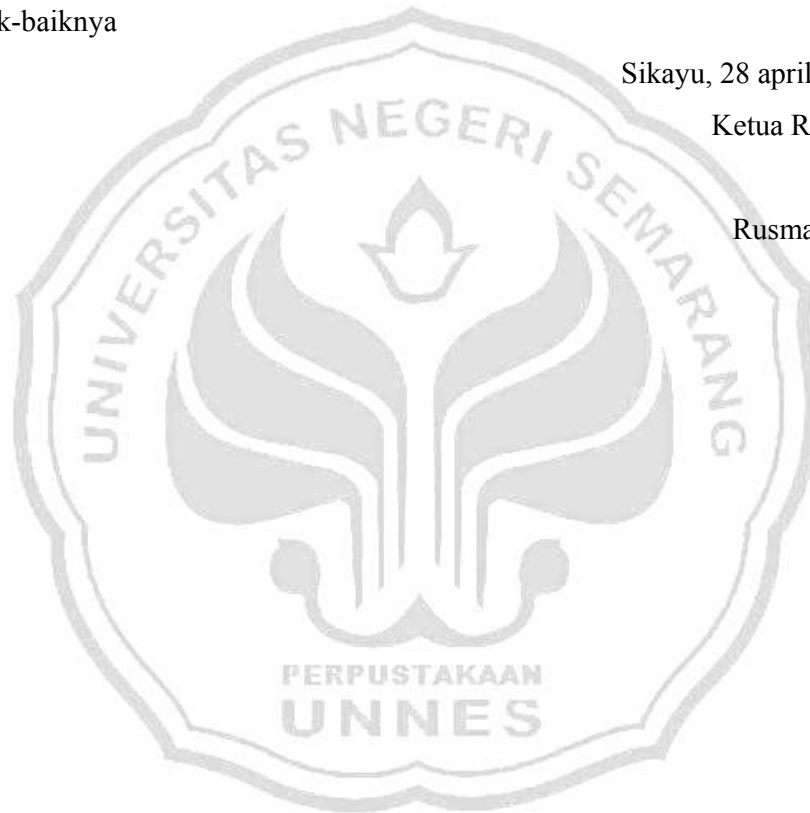 k-baiknya
Sikayu, 28 april
Ketua R
Rusma
UNIVERSITAS NEGERI SEMARANG
PERPUSTAKAAN
UNNES